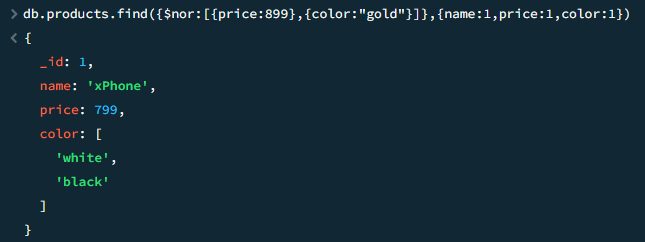 > db.products.find({$nor:[{price:899},{color:"gold"}]},{name:1,price:1,color:1})
< {
_id: 1,
name: 'xPhone',
price: 799,
color: [
'white',
'black'
]
}